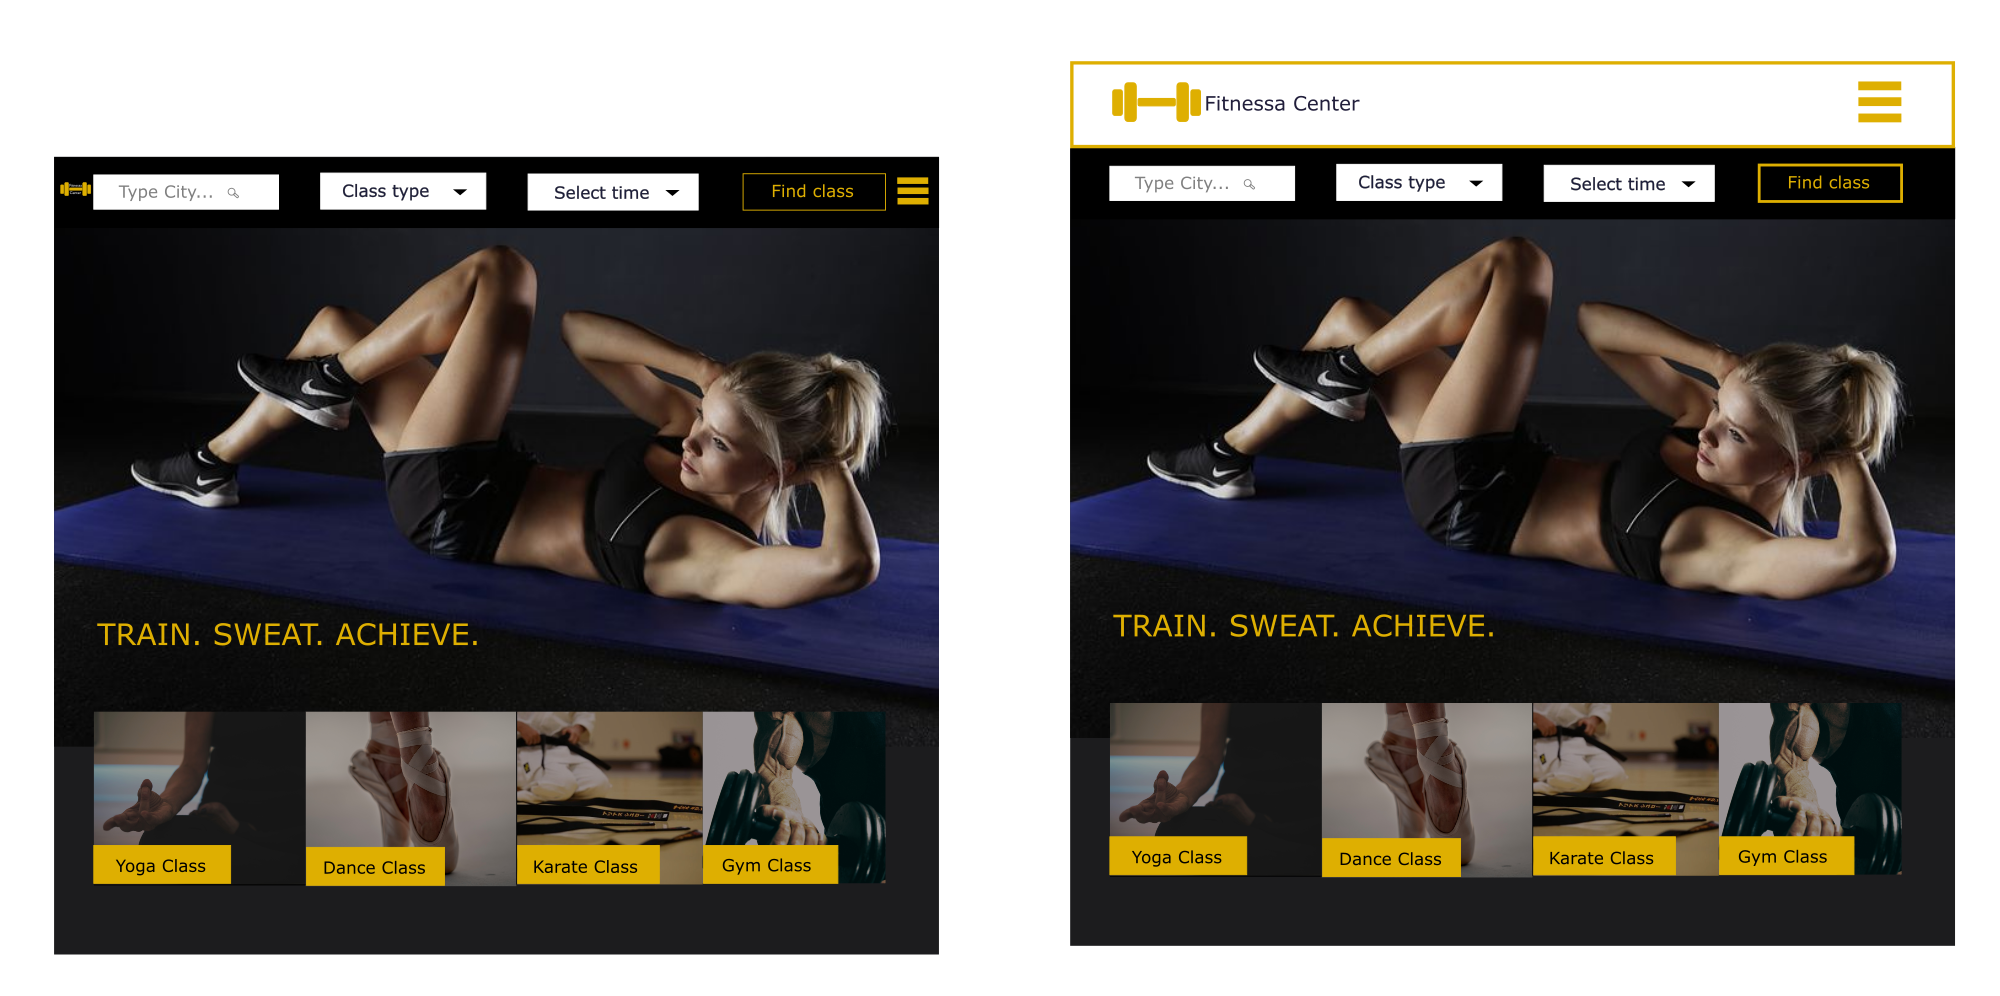 Type City...
Class type
Select time
Find class
TRAIN. SWEAT. ACHIEVE.
Yoga Class
Dance Class
Karate Class
Gym Class
Fitnessa Center
Type City...
Class type
Select time
Find class
TRAIN. SWEAT. ACHIEVE.
Yoga Class
Dance Class
Karate Class
Gym Class